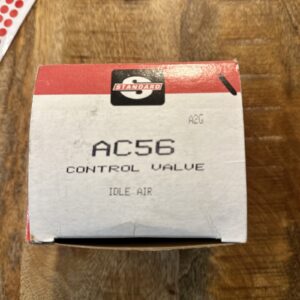 STANDARD
A2G
AC56
CONTROL VALVE
IDLE AIR